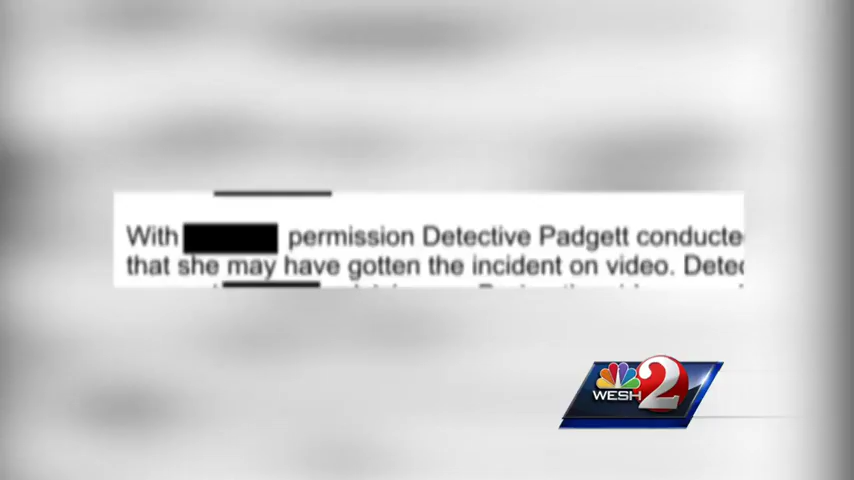 With permission Detective Padgett conducte
that she may have gotten the incident on video. Detec
WESH 2